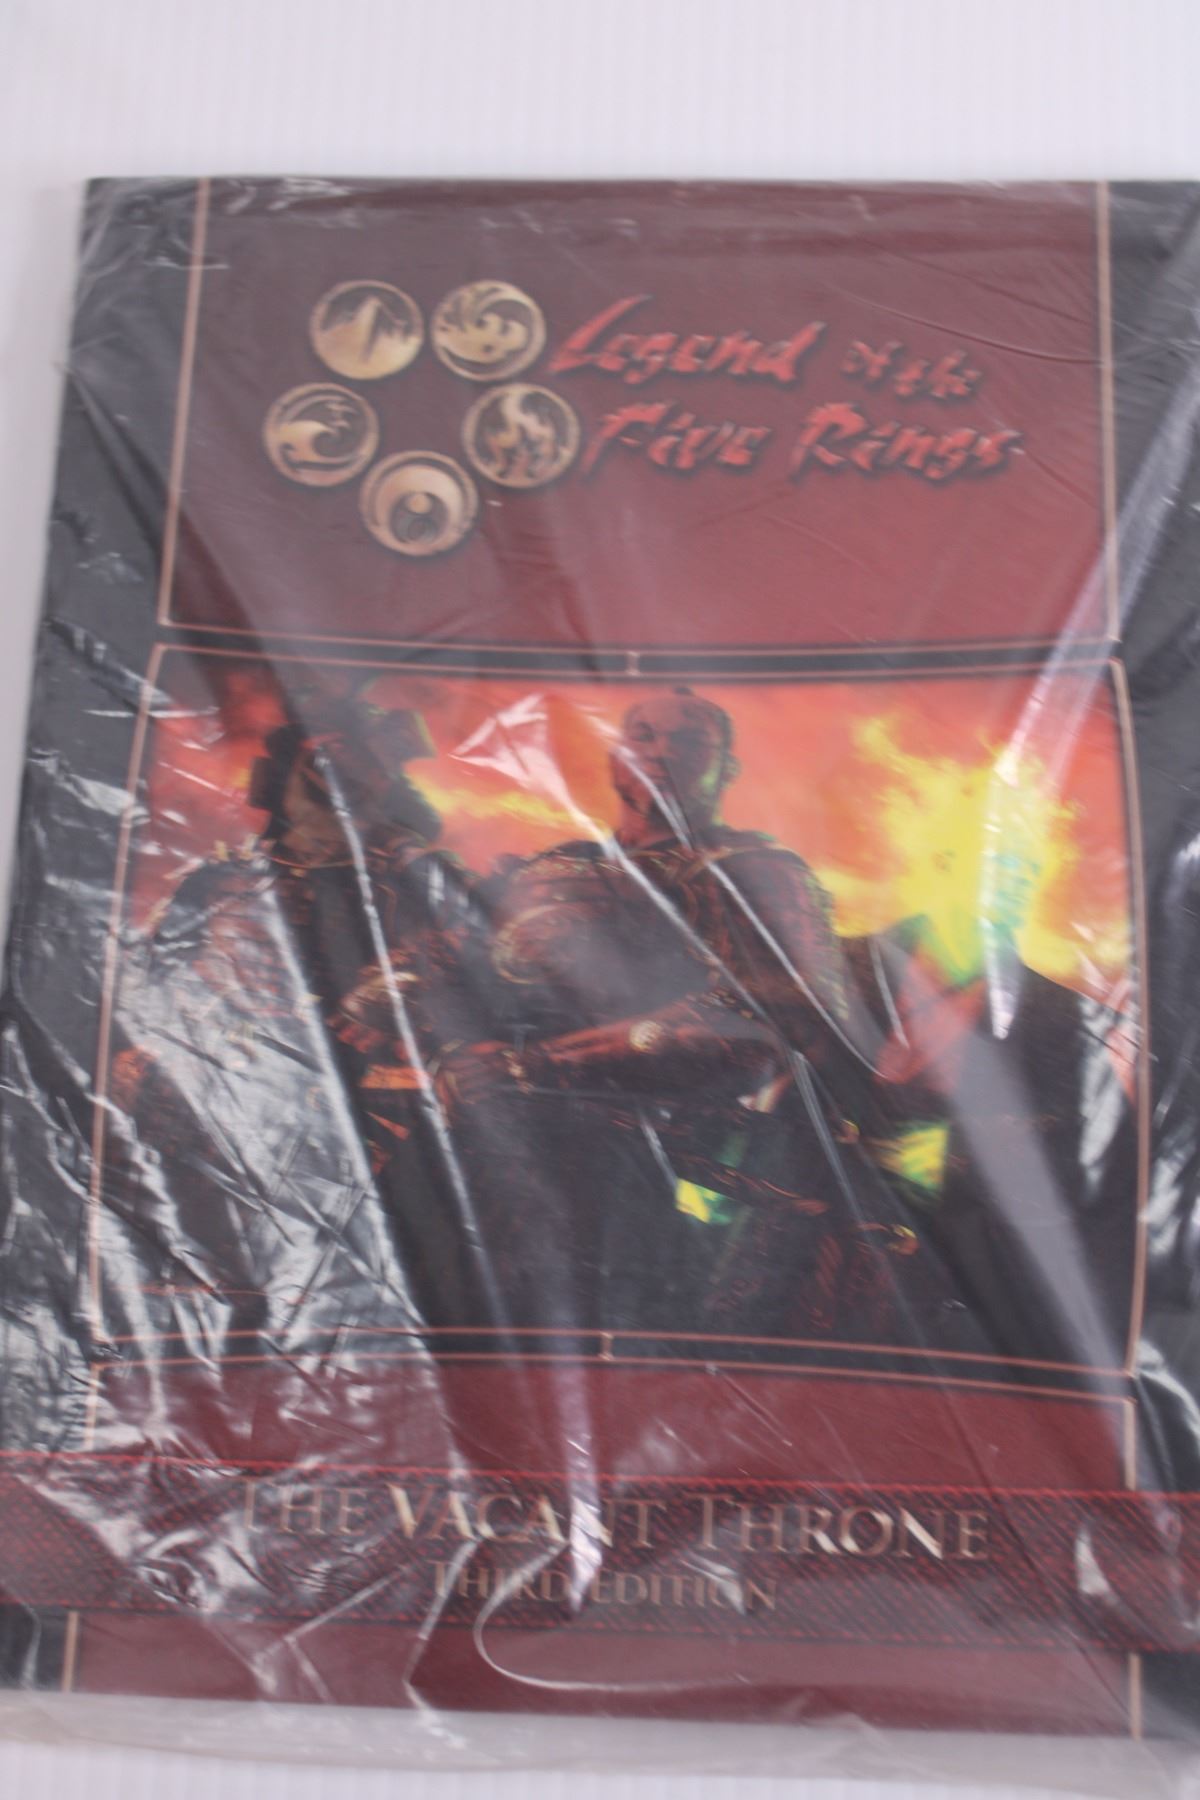 Legend of the
Five Rings
THE VACANT THRONE
THIRD EDITION